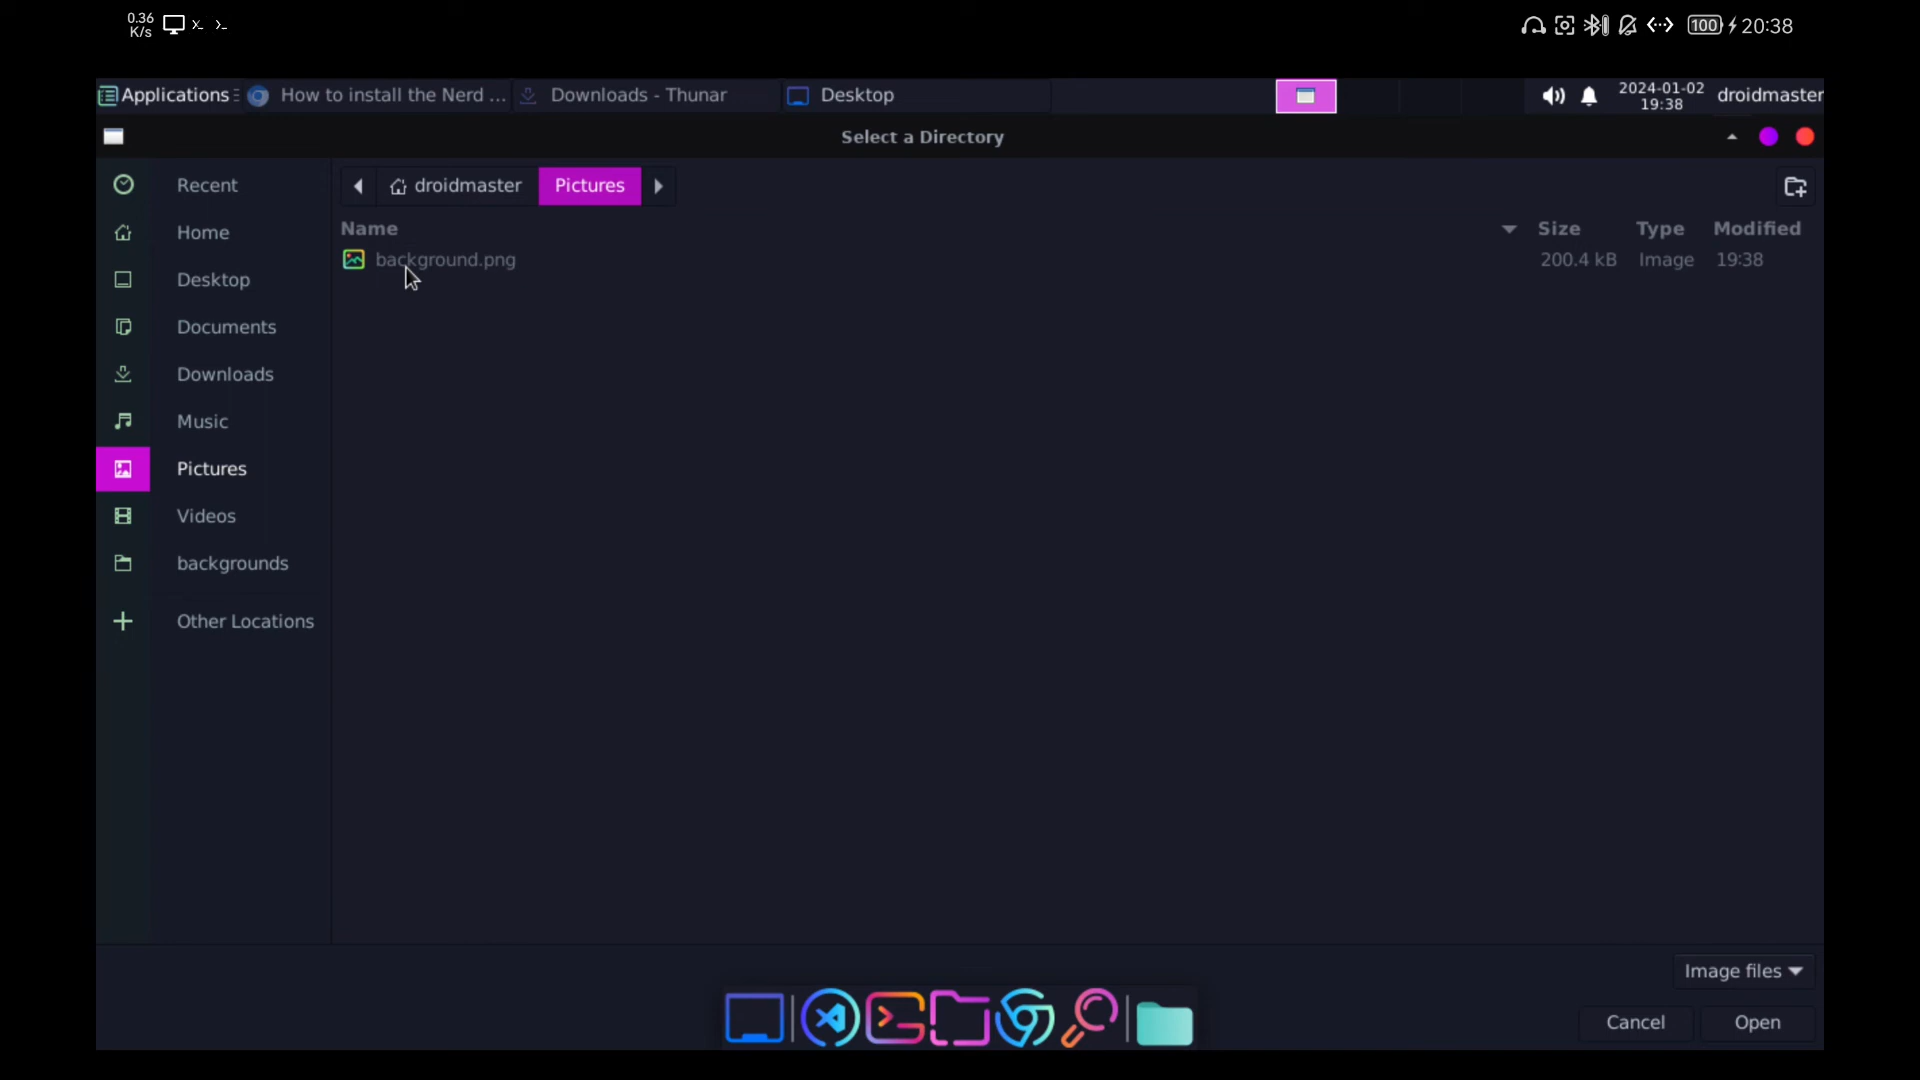 0.36
K/s
100 20:38
Applications
How to install the Nerd ...
Downloads - Thunar
Desktop
2024-01-02
19:38
droidmaster
Select a Directory
Recent
Home
Desktop
Documents
Downloads
Music
Pictures
Videos
backgrounds
Other Locations
droidmaster
Pictures
Name Size Type Modified
background.png 200.4 kB Image 19:38
Image files
Cancel
Open